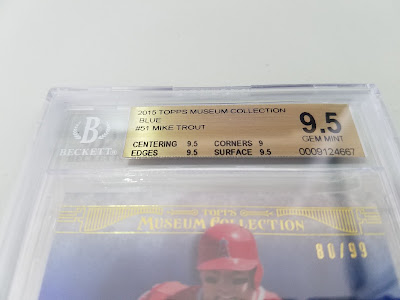 2015 TOPPS MUSEUM COLLECTION
BLUE
#51 MIKE TROUT
CENTERING 9.5 CORNERS 9
EDGES 9.5 SURFACE 9.5
9.5
GEM MINT
0009124667
B
BECKETT
TOPPS
MUSEUM COLLECTION
80/99
A